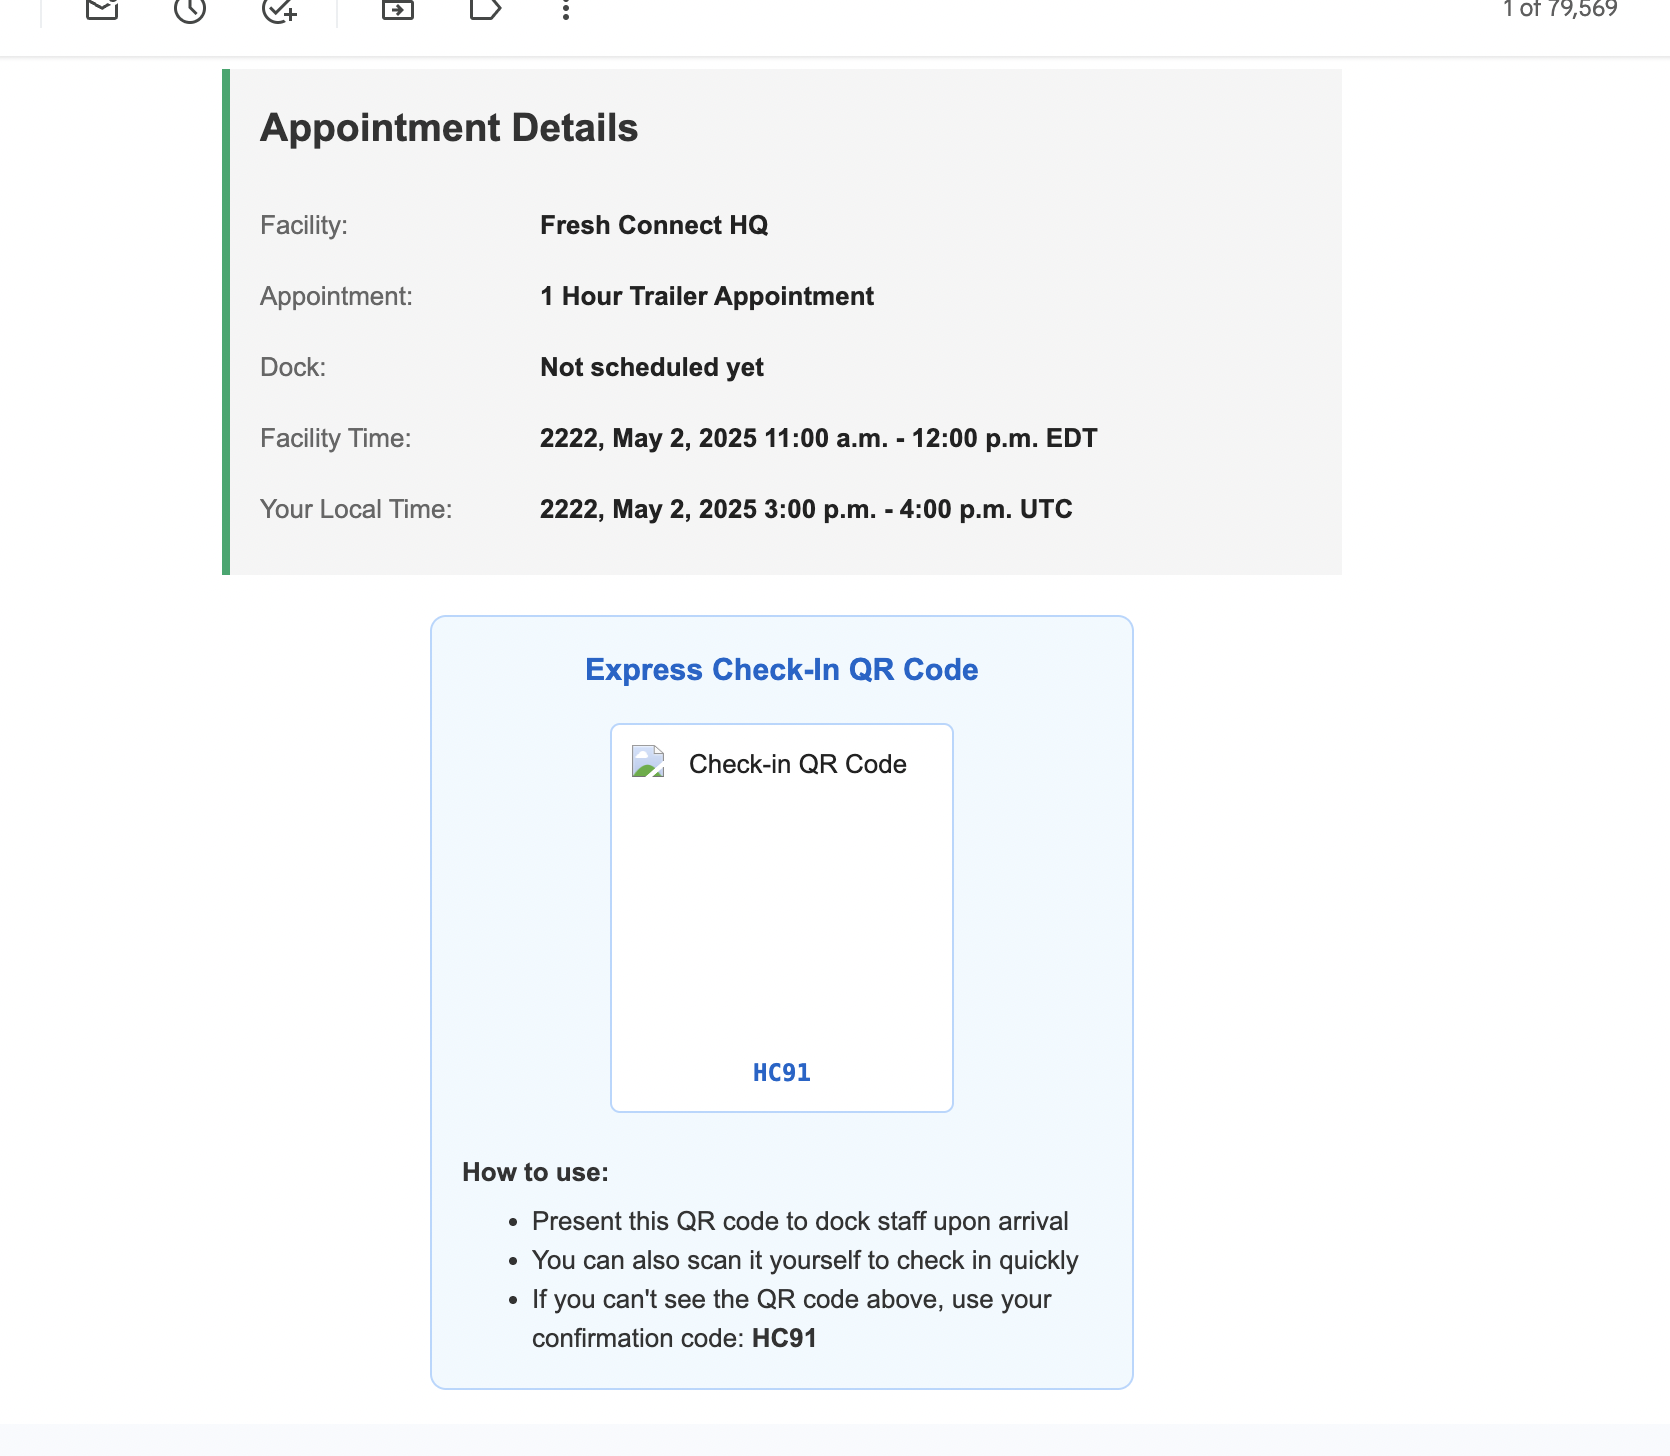 1 of 79,569
Appointment Details
Facility: Fresh Connect HQ
Appointment: 1 Hour Trailer Appointment
Dock: Not scheduled yet
Facility Time: 2222, May 2, 2025 11:00 a.m. - 12:00 p.m. EDT
Your Local Time: 2222, May 2, 2025 3:00 p.m. - 4:00 p.m. UTC
Express Check-In QR Code
Check-in QR Code
HC91
How to use:
• Present this QR code to dock staff upon arrival
• You can also scan it yourself to check in quickly
• If you can't see the QR code above, use your
confirmation code: HC91